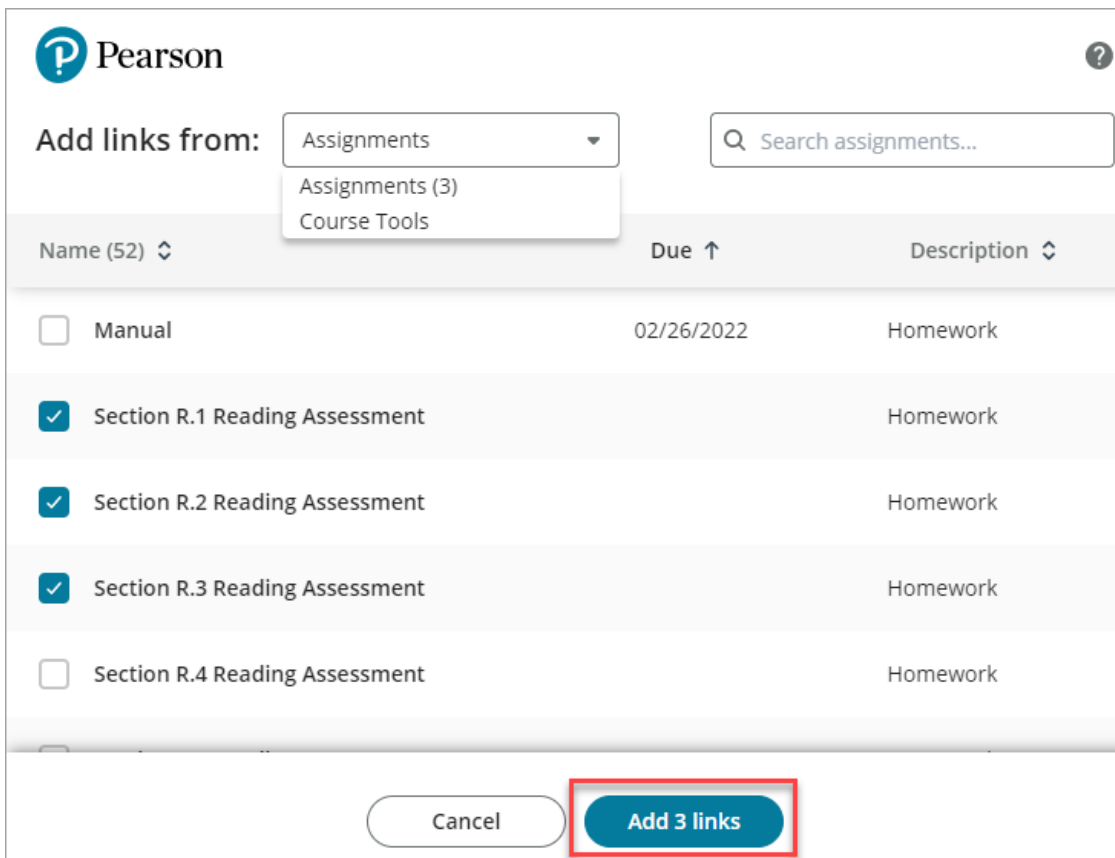 Pearson
?
Add links from:
Assignments
Search assignments...
Assignments (3)
Course Tools
Name (52)
Due ↑
Description
Manual
02/26/2022
Homework
Section R.1 Reading Assessment
Homework
Section R.2 Reading Assessment
Homework
Section R.3 Reading Assessment
Homework
Section R.4 Reading Assessment
Homework
Cancel
Add 3 links